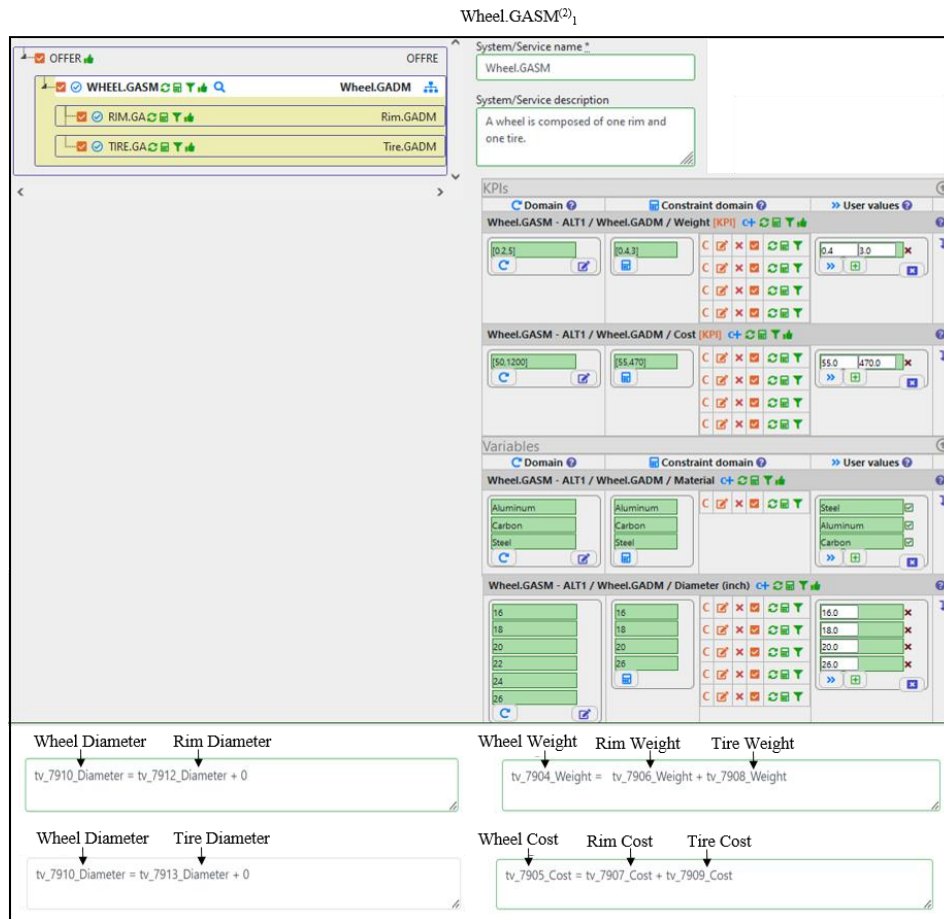 Wheel.GASM(2)1
OFFER OFFRE
WHEEL.GASM Wheel.GADM
RIM.GA Rim.GADM
TIRE.GA Tire.GADM
System/Service name *
Wheel.GASM
System/Service description
A wheel is composed of one rim and
one tire.
KPIs
Domain Constraint domain User values
Wheel.GASM - ALT1 / Wheel.GADM / Weight [KPI]
[0.2,5] [0.4,3] 0.4 3.0
Wheel.GASM - ALT1 / Wheel.GADM / Cost [KPI]
[50,1200] [55,470] 55.0 470.0
Variables
Domain Constraint domain User values
Wheel.GASM - ALT1 / Wheel.GADM / Material
Aluminum Aluminum Steel
Carbon Carbon Aluminum
Steel Steel Carbon
Wheel.GASM - ALT1 / Wheel.GADM / Diameter (inch)
16 16 16.0
18 18 18.0
20 20 20.0
22 26 26.0
24
26
Wheel Diameter Rim Diameter
tv_7910_Diameter = tv_7912_Diameter + 0
Wheel Weight Rim Weight Tire Weight
tv_7904_Weight = tv_7906_Weight + tv_7908_Weight
Wheel Diameter Tire Diameter
tv_7910_Diameter = tv_7913_Diameter + 0
Wheel Cost Rim Cost Tire Cost
tv_7905_Cost = tv_7907_Cost + tv_7909_Cost